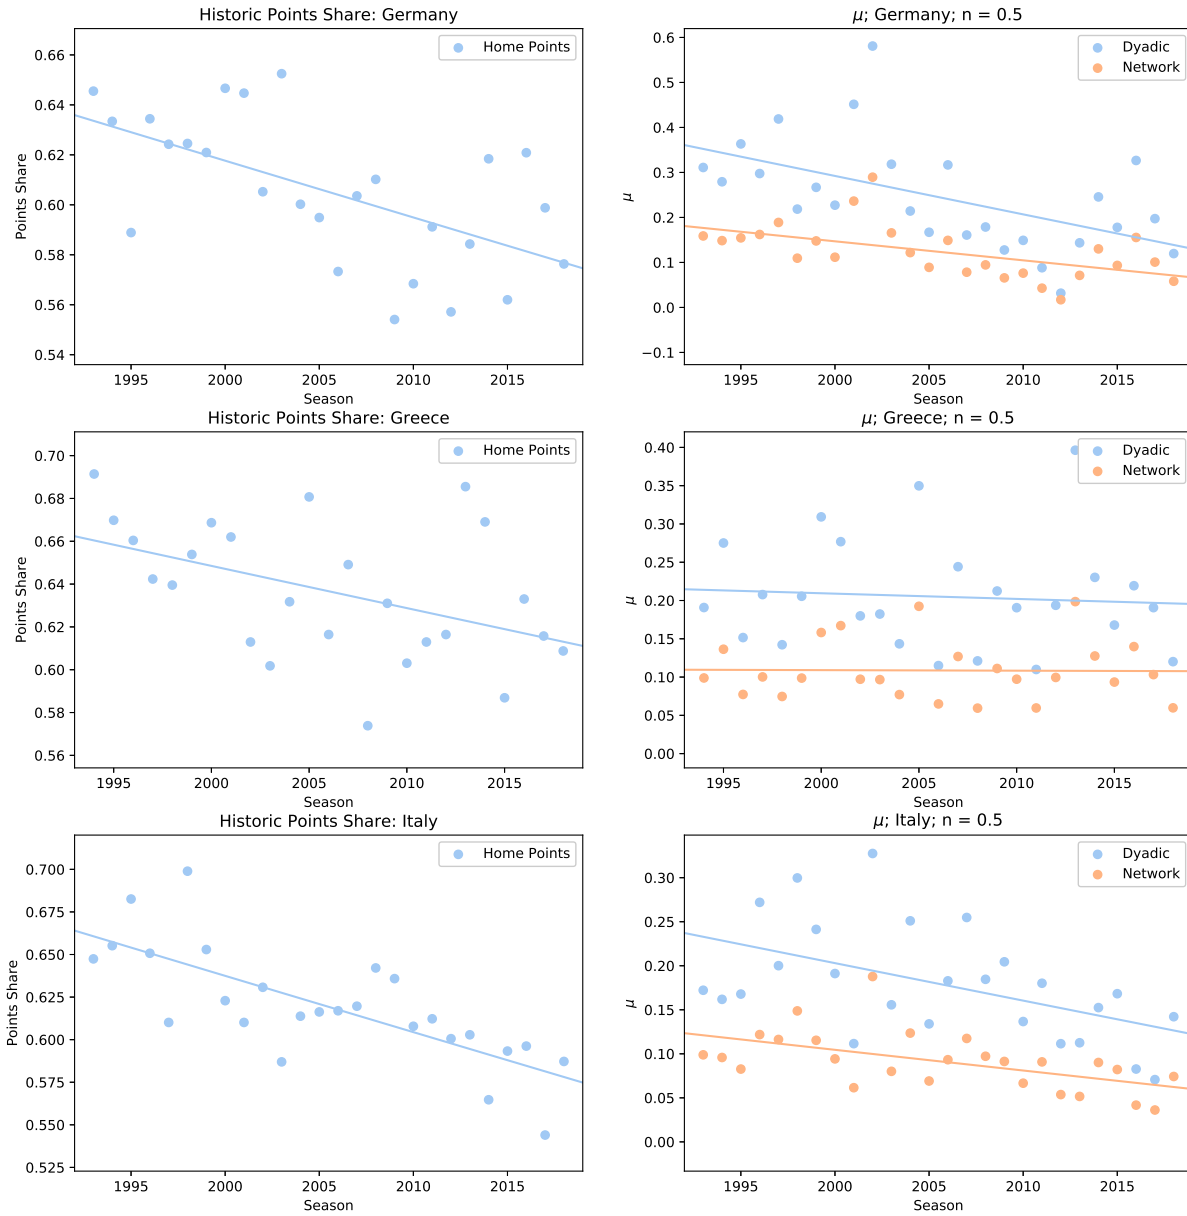 Historic Points Share: Germany
Home Points
Points Share
0.66
0.64
0.62
0.60
0.58
0.56
0.54
1995 2000 2005 2010 2015
Season
μ; Germany; n = 0.5
Dyadic
Network
μ
0.6
0.5
0.4
0.3
0.2
0.1
0.0
−0.1
1995 2000 2005 2010 2015
Season
Historic Points Share: Greece
Home Points
Points Share
0.70
0.68
0.66
0.64
0.62
0.60
0.58
0.56
1995 2000 2005 2010 2015
Season
μ; Greece; n = 0.5
Dyadic
Network
μ
0.40
0.35
0.30
0.25
0.20
0.15
0.10
0.05
0.00
1995 2000 2005 2010 2015
Season
Historic Points Share: Italy
Home Points
Points Share
0.700
0.675
0.650
0.625
0.600
0.575
0.550
0.525
1995 2000 2005 2010 2015
Season
μ; Italy; n = 0.5
Dyadic
Network
μ
0.30
0.25
0.20
0.15
0.10
0.05
0.00
1995 2000 2005 2010 2015
Season